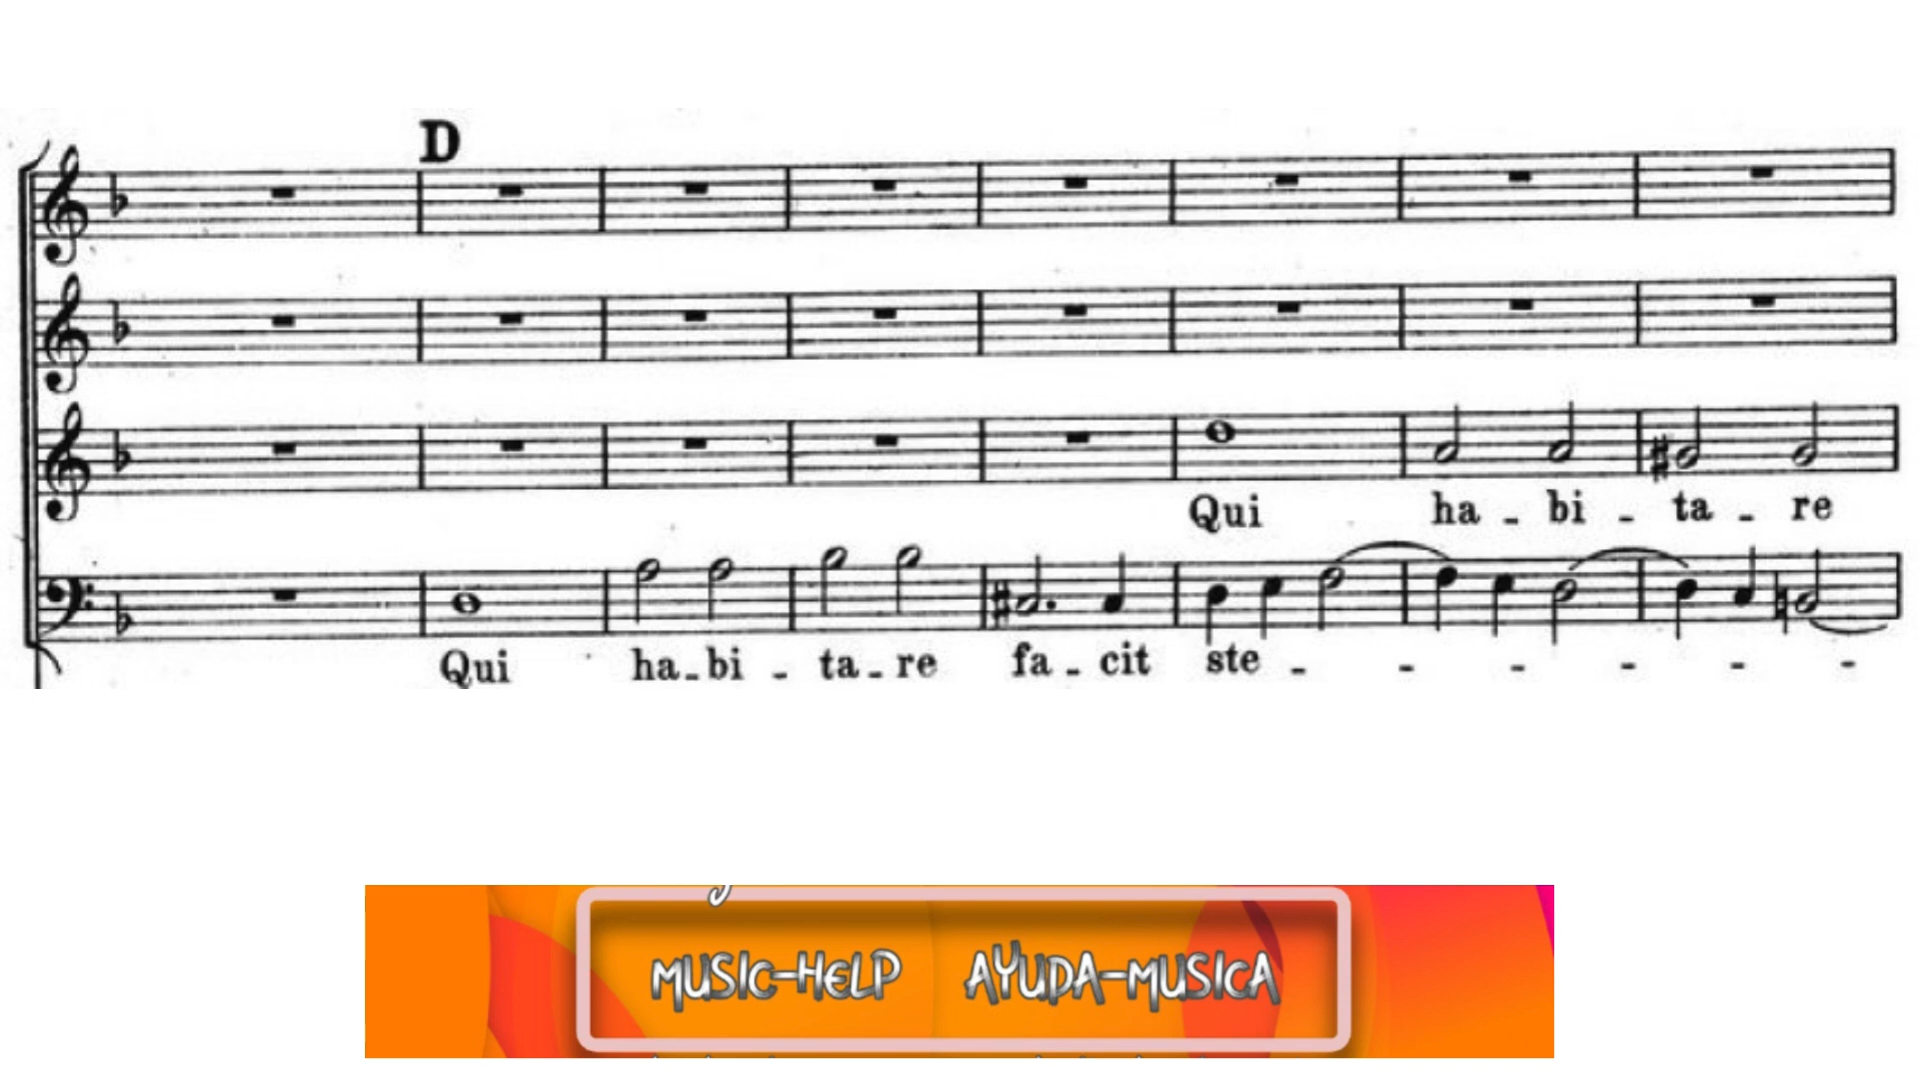 D
Qui ha - bi - ta - re
Qui ha - bi - ta - re fa - cit ste - - - - - -
MUSIC-HELP AYUDA-MUSICA